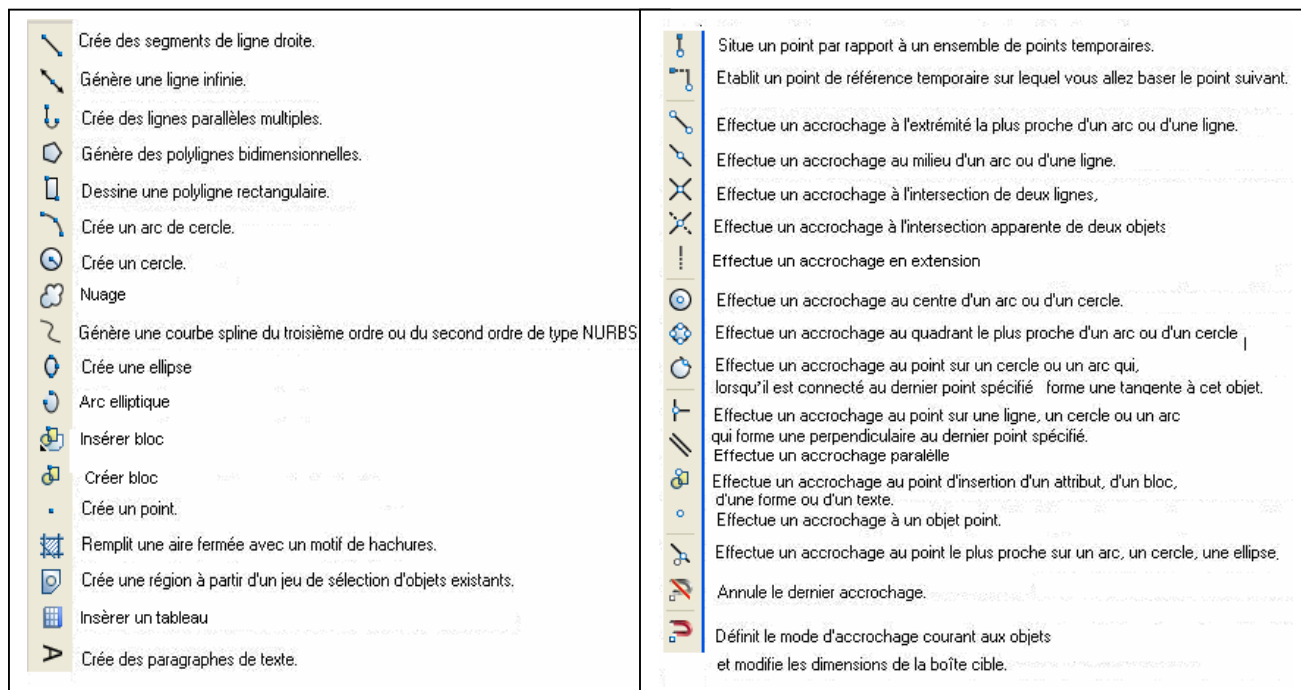 Crée des segments de ligne droite.
Génère une ligne infinie.
Crée des lignes parallèles multiples.
Génère des polylignes bidimensionnelles.
Dessine une polyligne rectangulaire.
Crée un arc de cercle.
Crée un cercle.
Nuage
Génère une courbe spline du troisième ordre ou du second ordre de type NURBS
Crée une ellipse
Arc elliptique
Insérer bloc
Créer bloc
Crée un point.
Remplit une aire fermée avec un motif de hachures.
Crée une région à partir d'un jeu de sélection d'objets existants.
Insèrer un tableau
A
Crée des paragraphes de texte.
Situe un point par rapport à un ensemble de points temporaires.
Etablit un point de référence temporaire sur lequel vous allez baser le point suivant.
Effectue un accrochage à l'extrémité la plus proche d'un arc ou d'une ligne.
Effectue un accrochage au milieu d'un arc ou d'une ligne.
Effectue un accrochage à l'intersection de deux lignes,
Effectue un accrochage à l'intersection apparente de deux objets
Effectue un accrochage en extension
Effectue un accrochage au centre d'un arc ou d'un cercle.
Effectue un accrochage au quadrant le plus proche d'un arc ou d'un cercle
Effectue un accrochage au point sur un cercle ou un arc qui,
lorsqu'il est connecté au dernier point spécifié forme une tangente à cet objet.
Effectue un accrochage au point sur une ligne, un cercle ou un arc
qui forme une perpendiculaire au dernier point spécifié.
Effectue un accrochage paralèlle
Effectue un accrochage au point d'insertion d'un attribut, d'un bloc,
d'une forme ou d'un texte.
Effectue un accrochage à un objet point.
Effectue un accrochage au point le plus proche sur un arc, un cercle, une ellipse,
Annule le dernier accrochage.
Définit le mode d'accrochage courant aux objets
et modifie les dimensions de la boîte cible.